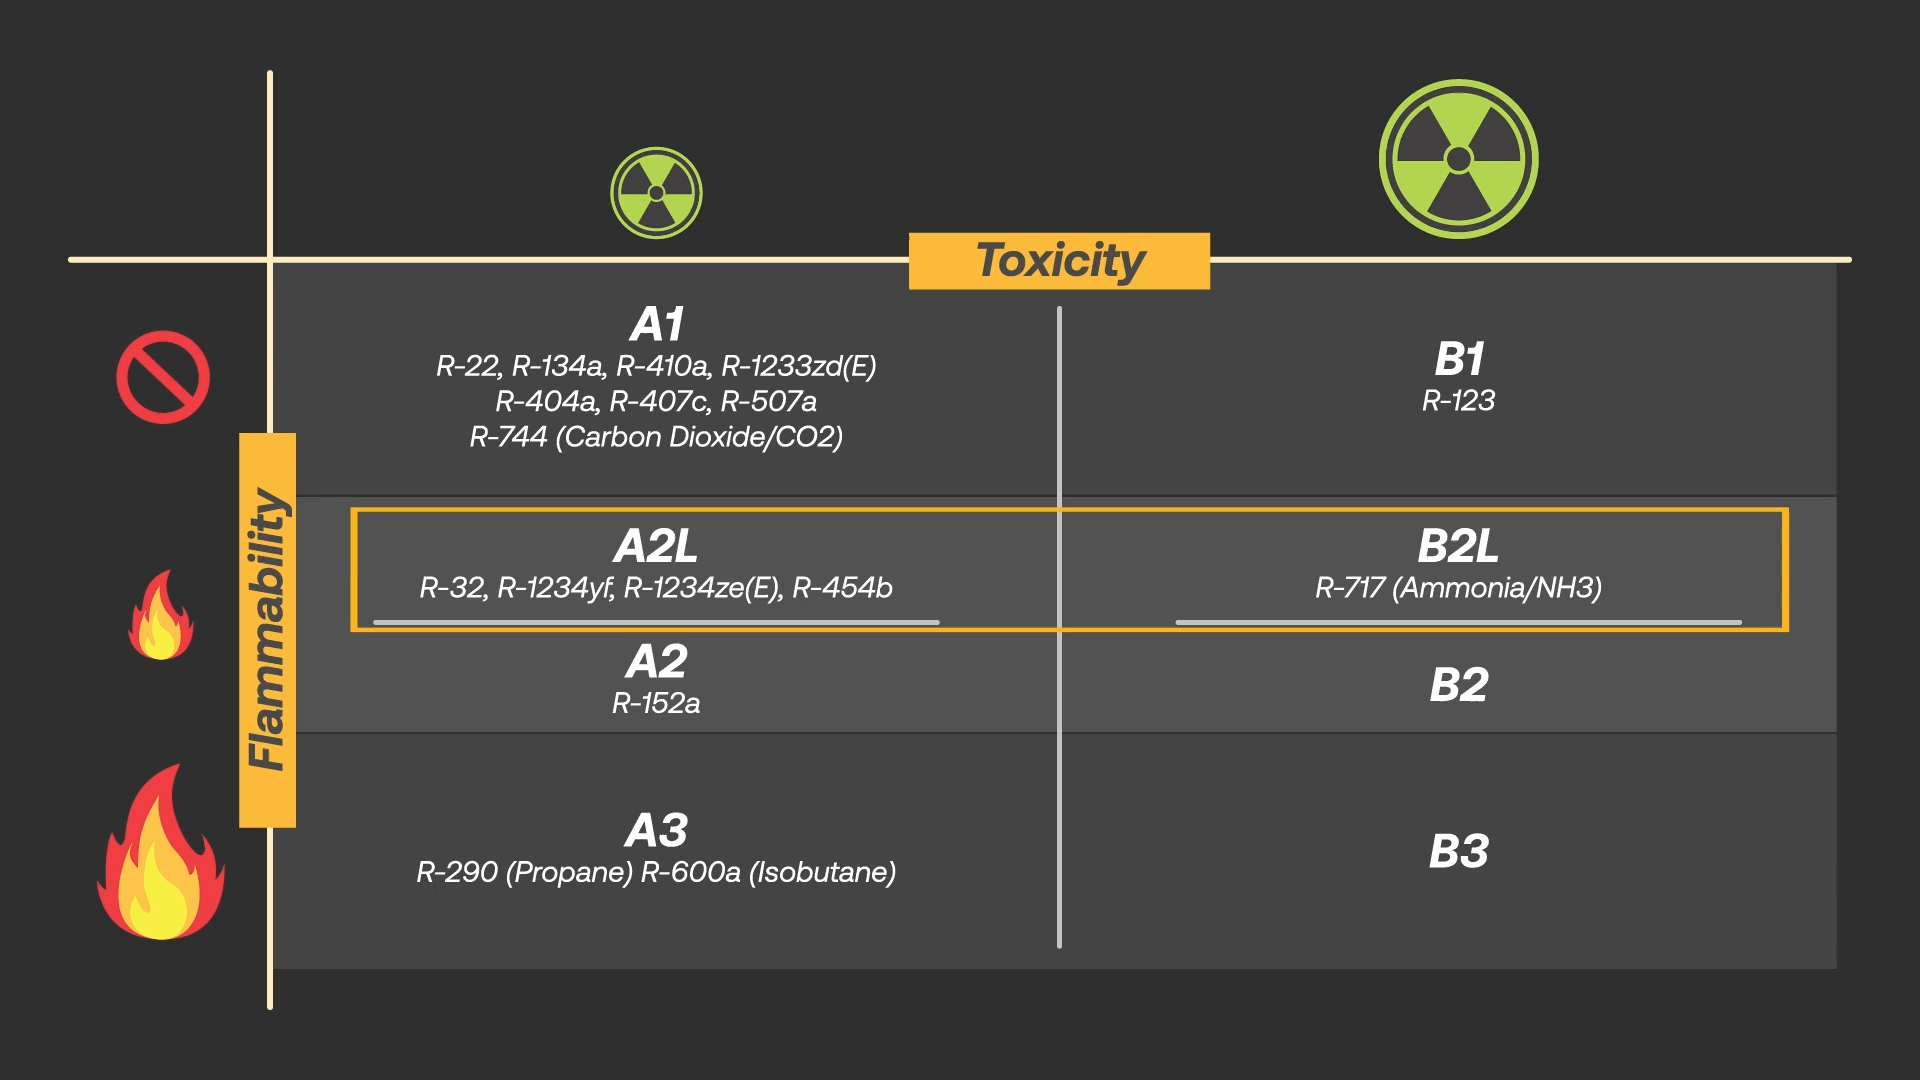 Toxicity
Flammability
A1
R-22, R-134a, R-410a, R-1233zd(E)
R-404a, R-407c, R-507a
R-744 (Carbon Dioxide/CO2)
B1
R-123
A2L
R-32, R-1234yf, R-1234ze(E), R-454b
B2L
R-717 (Ammonia/NH3)
A2
R-152a
B2
A3
R-290 (Propane) R-600a (Isobutane)
B3